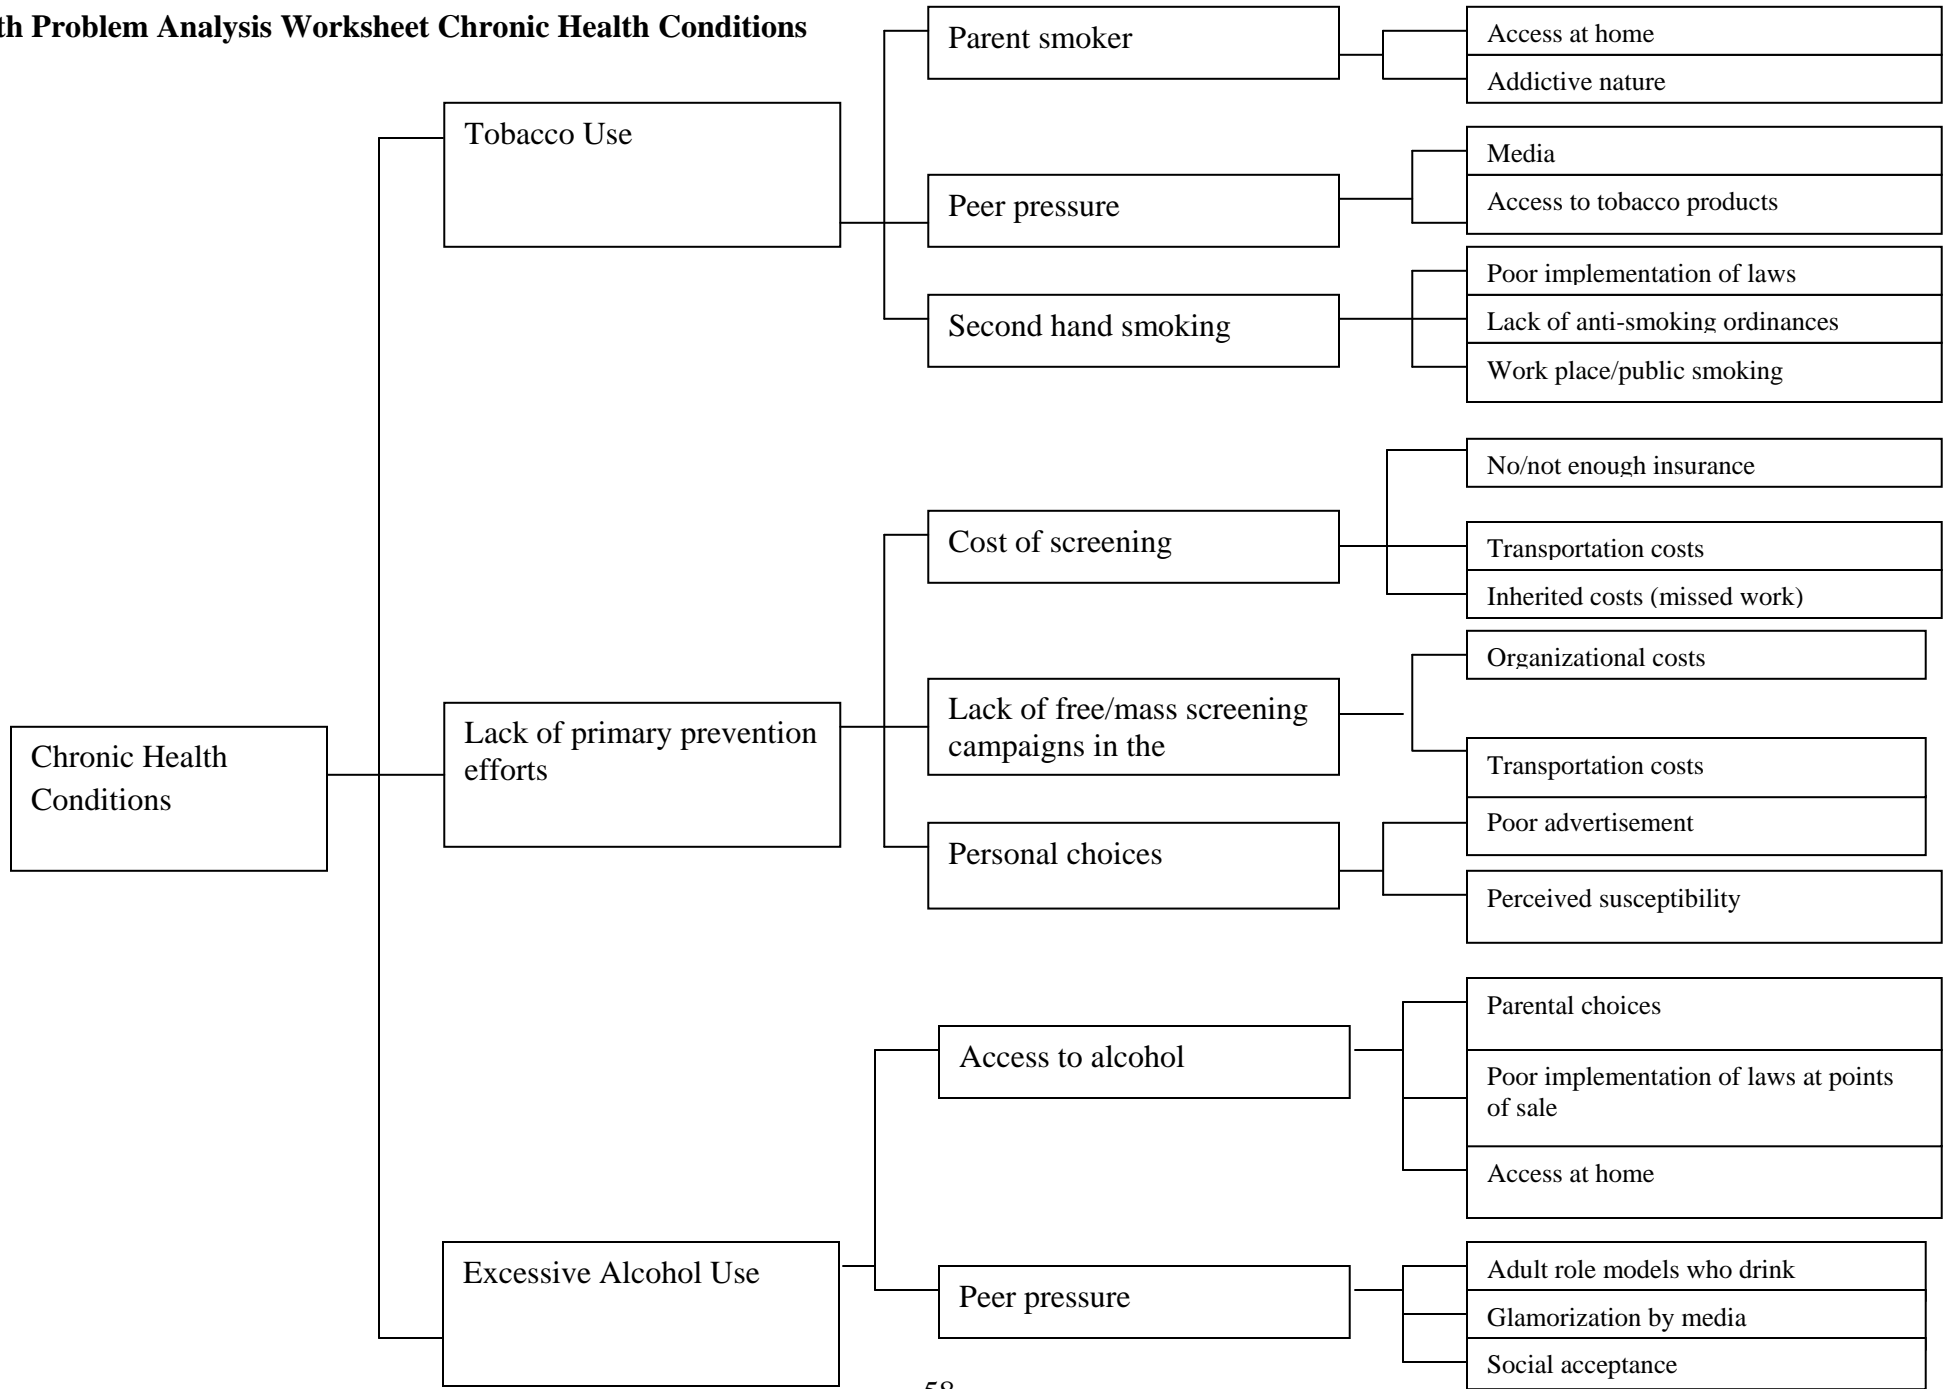 th Problem Analysis Worksheet Chronic Health Conditions
Chronic Health
Conditions
Tobacco Use
Parent smoker
Access at home
Addictive nature
Peer pressure
Media
Access to tobacco products
Second hand smoking
Poor implementation of laws
Lack of anti-smoking ordinances
Work place/public smoking
Lack of primary prevention
efforts
Cost of screening
No/not enough insurance
Transportation costs
Inherited costs (missed work)
Lack of free/mass screening
campaigns in the
Organizational costs
Transportation costs
Personal choices
Poor advertisement
Perceived susceptibility
Excessive Alcohol Use
Access to alcohol
Parental choices
Poor implementation of laws at points
of sale
Access at home
Peer pressure
Adult role models who drink
Glamorization by media
Social acceptance
58